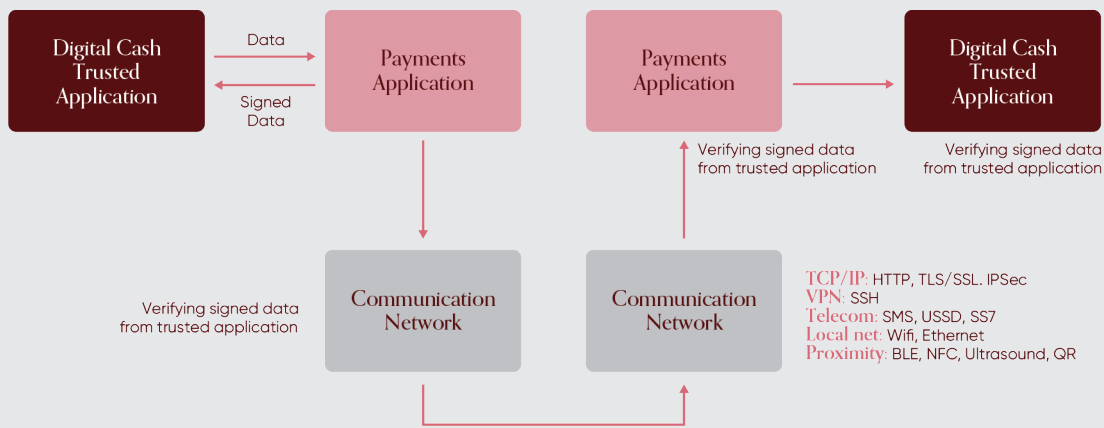 Digital Cash
Trusted
Application
Data
Signed
Data
Payments
Application
Payments
Application
Digital Cash
Trusted
Application
Verifying signed data
from trusted application
Verifying signed data
from trusted application
Verifying signed data
from trusted application
Communication
Network
Communication
Network
TCP/IP: HTTP, TLS/SSL. IPSec
VPN: SSH
Telecom: SMS, USSD, SS7
Local net: Wifi, Ethernet
Proximity: BLE, NFC, Ultrasound, QR